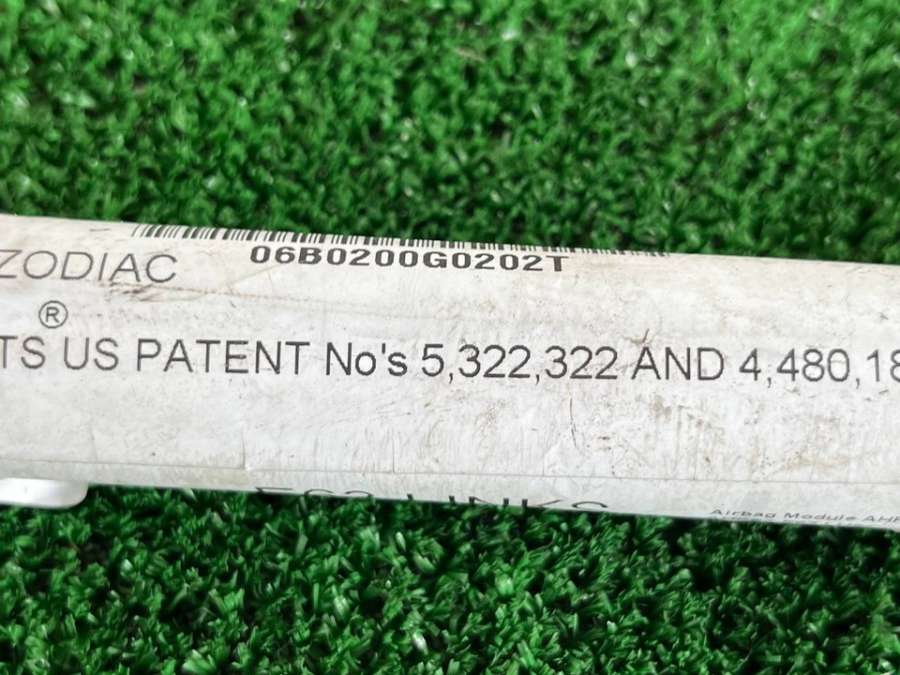 06B0200G0202T
ZODIAC
®
TS US PATENT No's 5,322,322 AND 4,480,18
Airbag Module